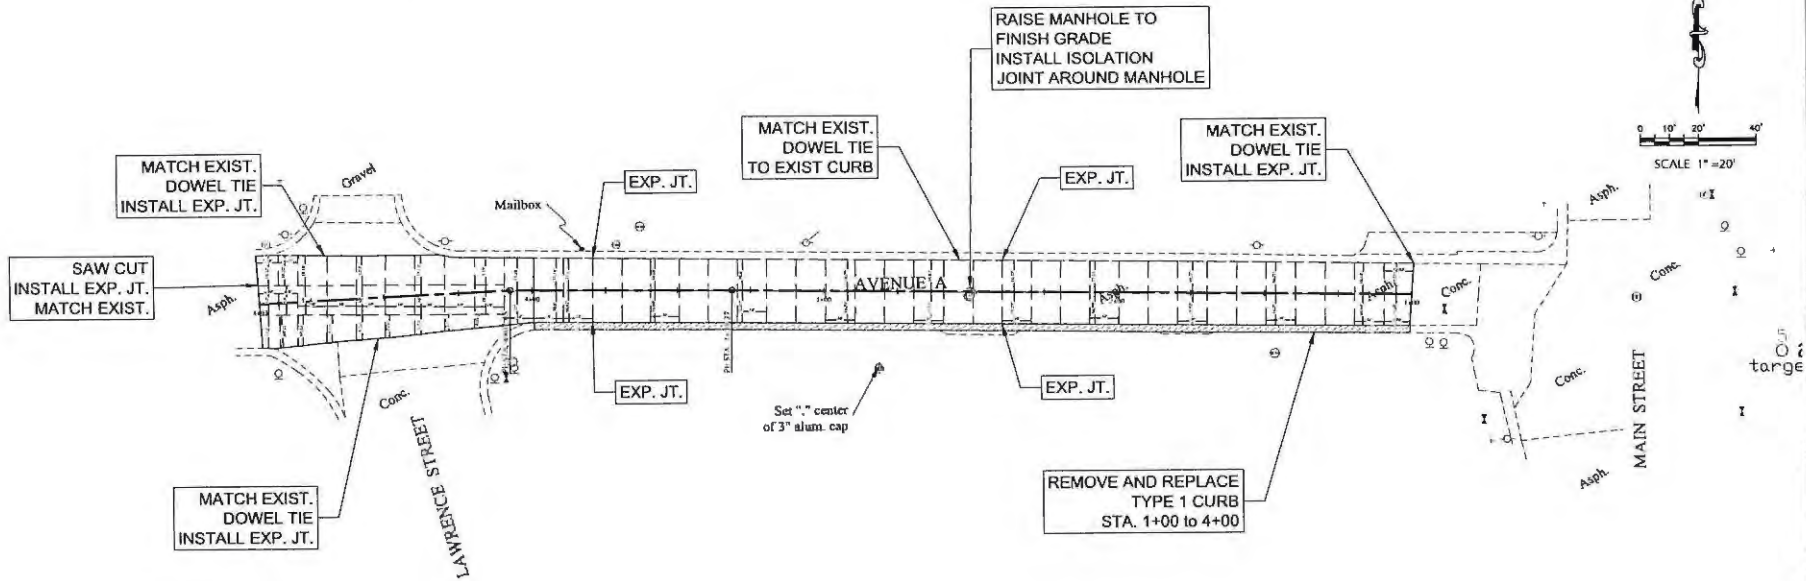 RAISE MANHOLE TO
FINISH GRADE
INSTALL ISOLATION
JOINT AROUND MANHOLE
0 10' 20' 40'
SCALE 1" =20'
MATCH EXIST.
DOWEL TIE
TO EXIST CURB
MATCH EXIST.
DOWEL TIE
INSTALL EXP. JT.
MATCH EXIST.
DOWEL TIE
INSTALL EXP. JT.
Gravel
EXP. JT.
EXP. JT.
Mailbox
Asph.
SAW CUT
INSTALL EXP. JT.
MATCH EXIST.
Asph.
AVENUE A
Asph.
Asph.
Conc.
Conc.
EXP. JT.
EXP. JT.
Conc.
Conc.
Set "." center
of 3" alum. cap
targe
MAIN STREET
LAWRENCE STREET
Asph.
REMOVE AND REPLACE
TYPE 1 CURB
STA. 1+00 to 4+00
MATCH EXIST.
DOWEL TIE
INSTALL EXP. JT.